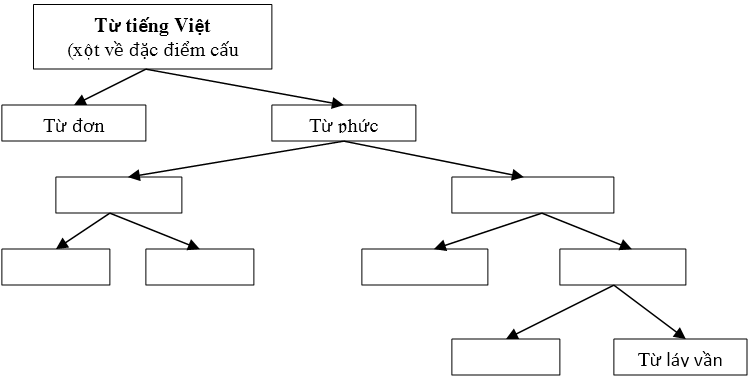 Từ tiếng Việt
(xột về đặc điểm cấu
Từ đơn
Từ phức
Từ láy vần